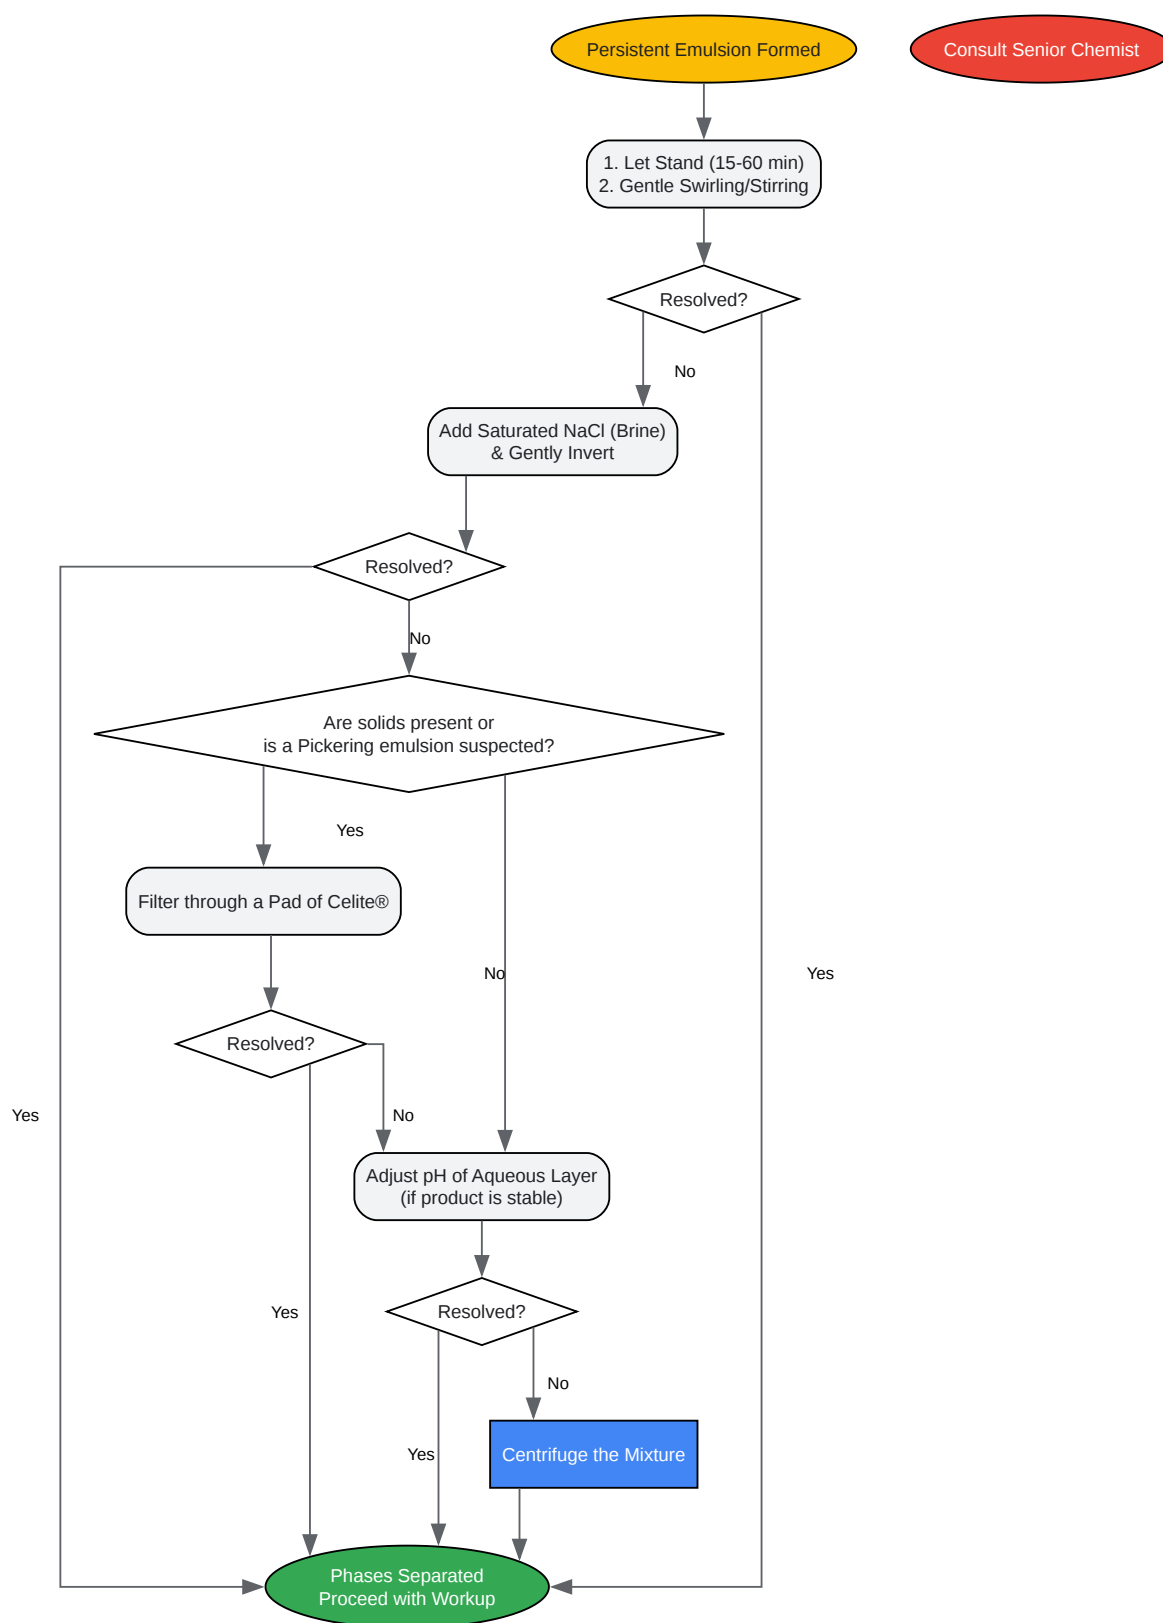 Persistent Emulsion Formed
Consult Senior Chemist
1. Let Stand (15-60 min)
2. Gentle Swirling/Stirring
Resolved?
No
Add Saturated NaCl (Brine)
& Gently Invert
Resolved?
No
Are solids present or
is a Pickering emulsion suspected?
Yes
Filter through a Pad of Celite®
No
Yes
Resolved?
Yes
No
Adjust pH of Aqueous Layer
(if product is stable)
Yes
Resolved?
No
Yes
Centrifuge the Mixture
Phases Separated
Proceed with Workup